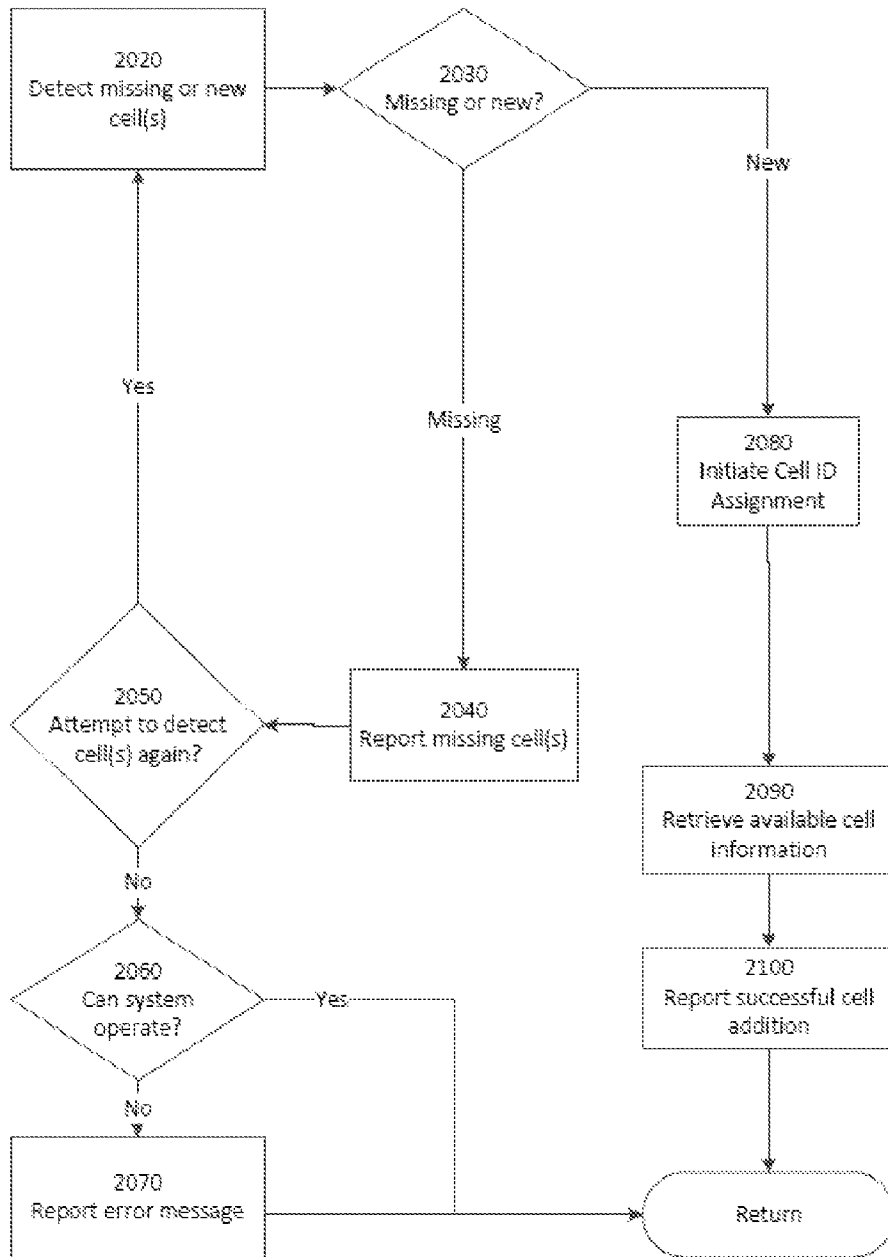 2020
Detect missing or new
cell(s)
2030
Missing or new?
New
Yes
Missing
2080
Initiate Cell ID
Assignment
2050
Attempt to detect
cell(s) again?
2040
Report missing cell(s)
2090
Retrieve available cell
information
No
2060
Can system
operate?
Yes
2100
Report successful cell
addition
No
2070
Report error message
Return